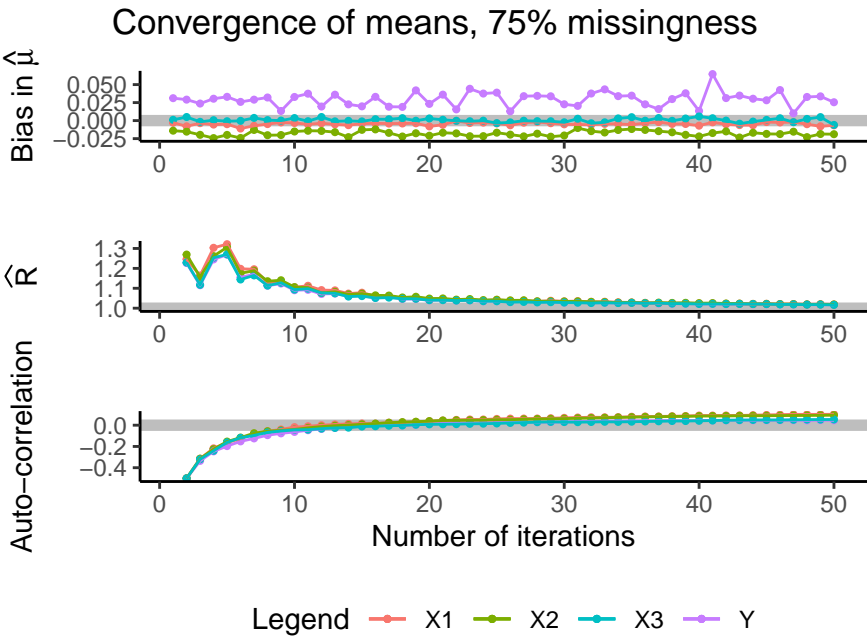 Convergence of means, 75% missingness
Bias in μ̂
0.050
0.025
0.000
−0.025
0 10 20 30 40 50
R̂
1.3
1.2
1.1
1.0
0 10 20 30 40 50
Auto−correlation
0.0
−0.2
−0.4
0 10 20 30 40 50
Number of iterations
Legend X1 X2 X3 Y